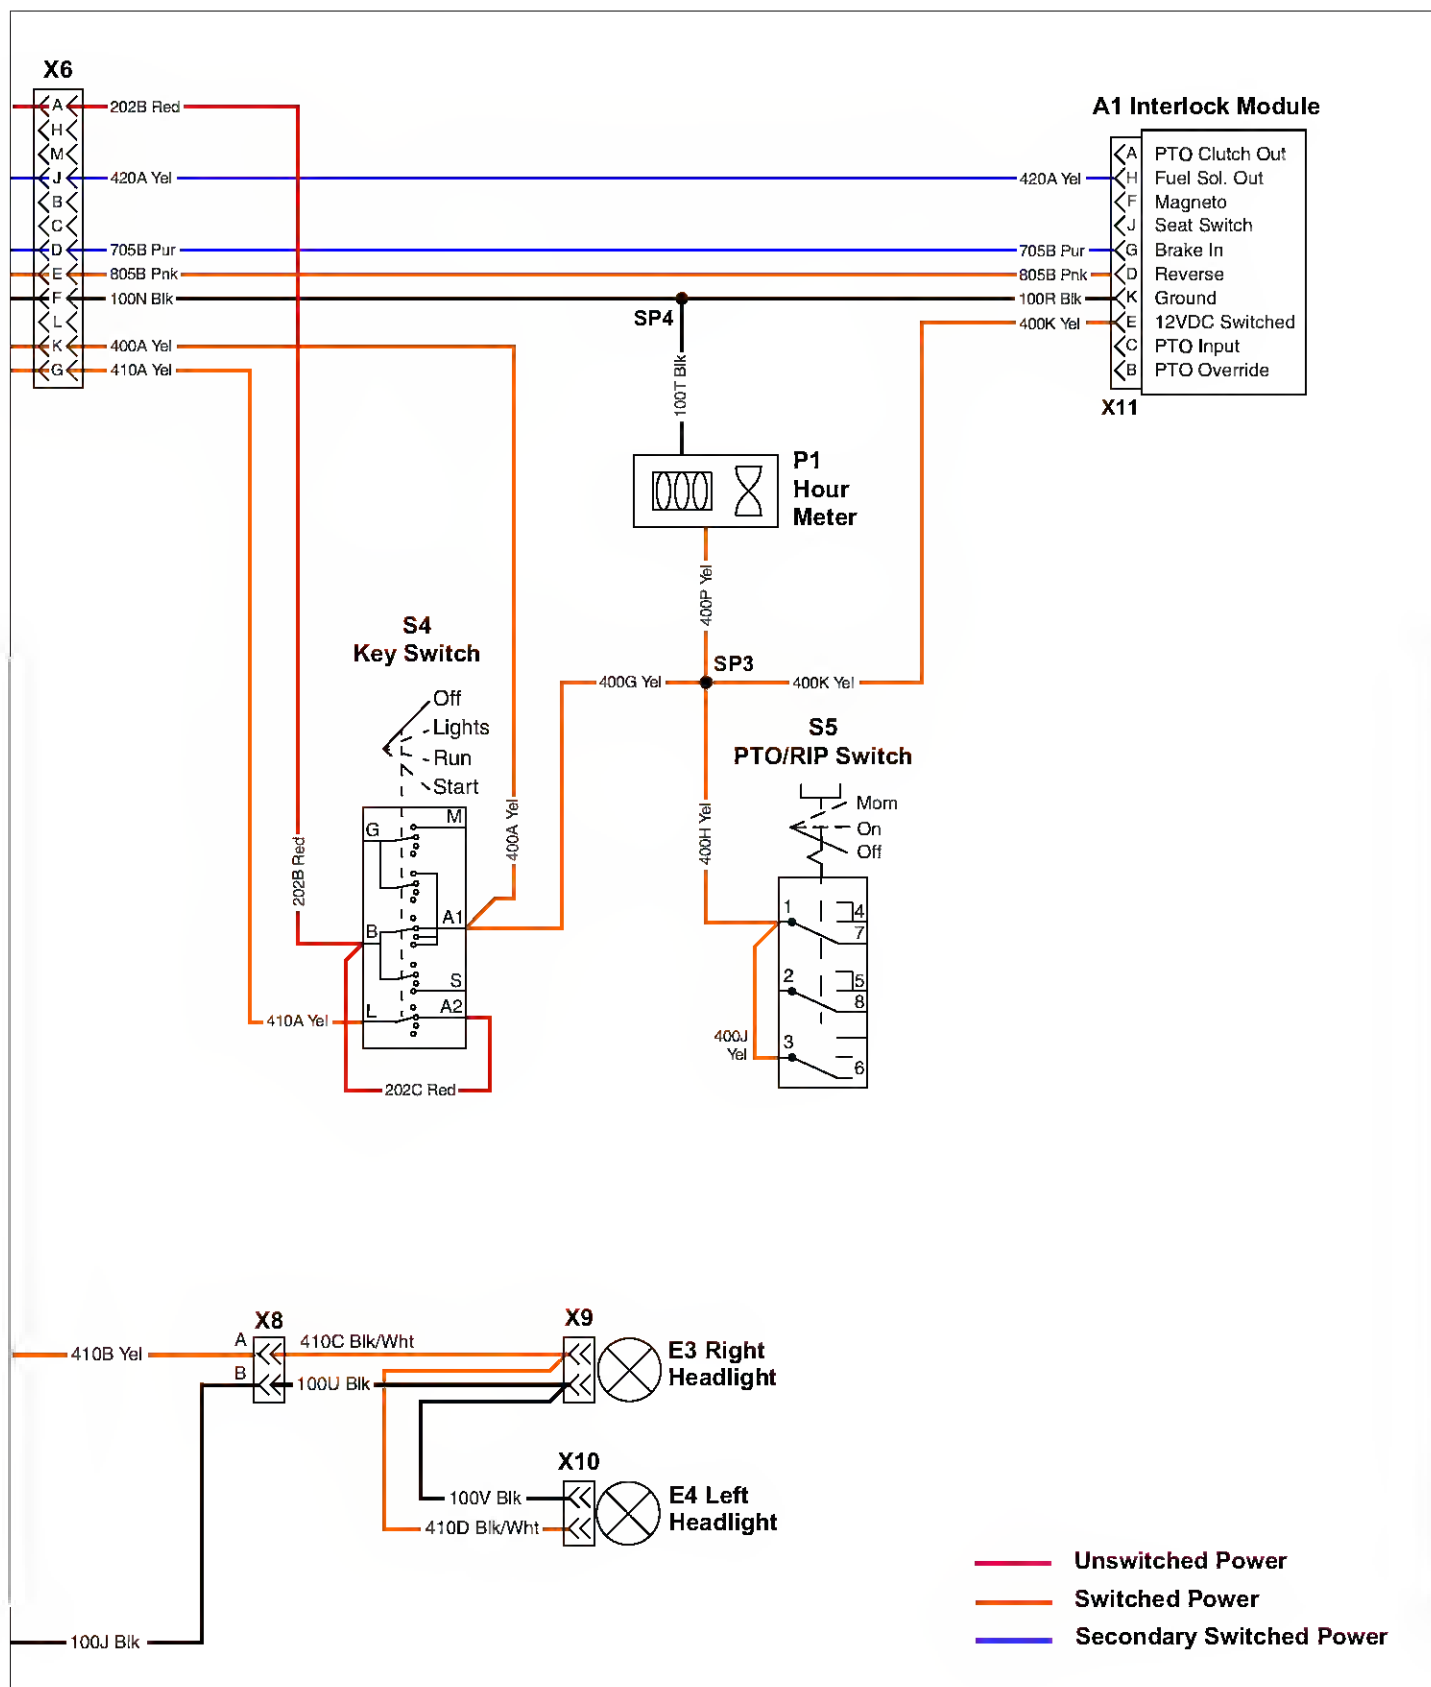 X6
A 202B Red
H
M
J 420A Yel
B
C
D 705B Pur
E 805B Pnk
F 100N Blk
L
K 400A Yel
G 410A Yel
A1 Interlock Module
A PTO Clutch Out
420A Yel H Fuel Sol. Out
F Magneto
J Seat Switch
705B Pur G Brake In
805B Pnk D Reverse
100R Blk K Ground
400K Yel E 12VDC Switched
C PTO Input
B PTO Override
X11
SP4
100T Blk
P1
Hour
Meter
400P Yel
SP3
400G Yel
400K Yel
S4
Key Switch
Off
Lights
Run
Start
202B Red
400A Yel
G
M
B
A1
S
L
A2
410A Yel
202C Red
400H Yel
S5
PTO/RIP Switch
Mom
On
Off
1
4
7
2
5
8
3
6
400J
Yel
X8
A
B
410B Yel
410C Blk/Wht
100U Blk
X9
E3 Right
Headlight
X10
100V Blk
410D Blk/Wht
E4 Left
Headlight
100J Blk
Unswitched Power
Switched Power
Secondary Switched Power